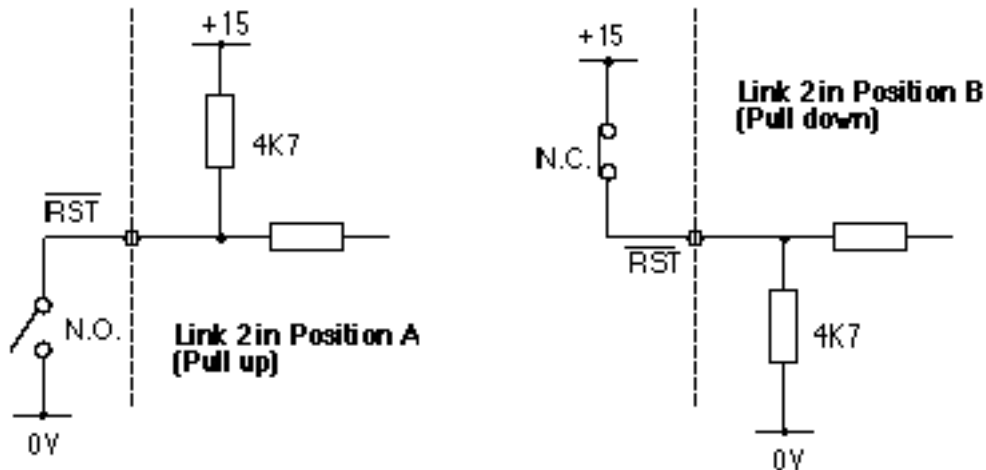 +15
4K7
RST
N.O.
Link 2 in Position A
(Pull up)
0V
+15
Link 2 in Position B
(Pull down)
N.C.
RST
4K7
0V